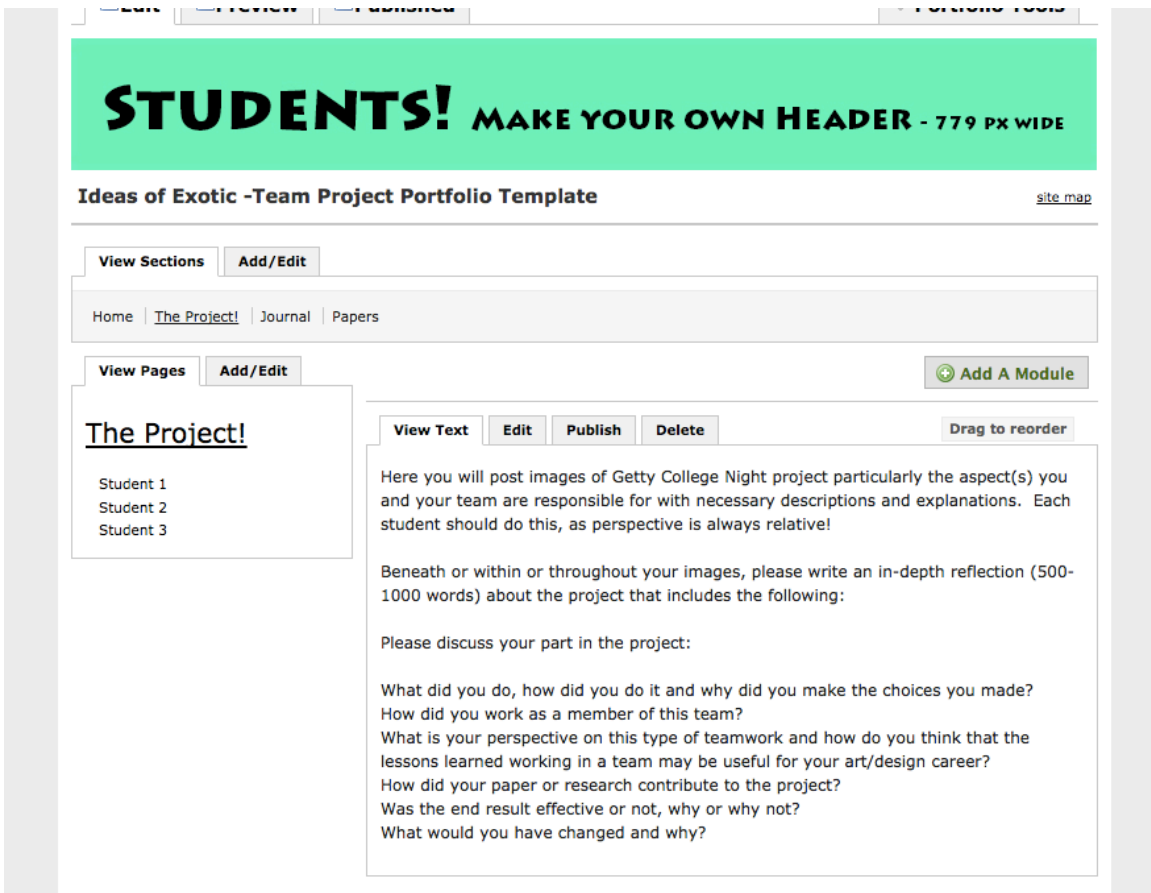 Edit Preview Published Portfolio Tools
STUDENTS! MAKE YOUR OWN HEADER - 779 PX WIDE
Ideas of Exotic -Team Project Portfolio Template
site map
View Sections Add/Edit
Home The Project! Journal Papers
View Pages Add/Edit
Add A Module
The Project!
Student 1
Student 2
Student 3
View Text Edit Publish Delete
Drag to reorder
Here you will post images of Getty College Night project particularly the aspect(s) you
and your team are responsible for with necessary descriptions and explanations.  Each
student should do this, as perspective is always relative!
Beneath or within or throughout your images, please write an in-depth reflection (500-
1000 words) about the project that includes the following:
Please discuss your part in the project:
What did you do, how did you do it and why did you make the choices you made?
How did you work as a member of this team?
What is your perspective on this type of teamwork and how do you think that the
lessons learned working in a team may be useful for your art/design career?
How did your paper or research contribute to the project?
Was the end result effective or not, why or why not?
What would you have changed and why?